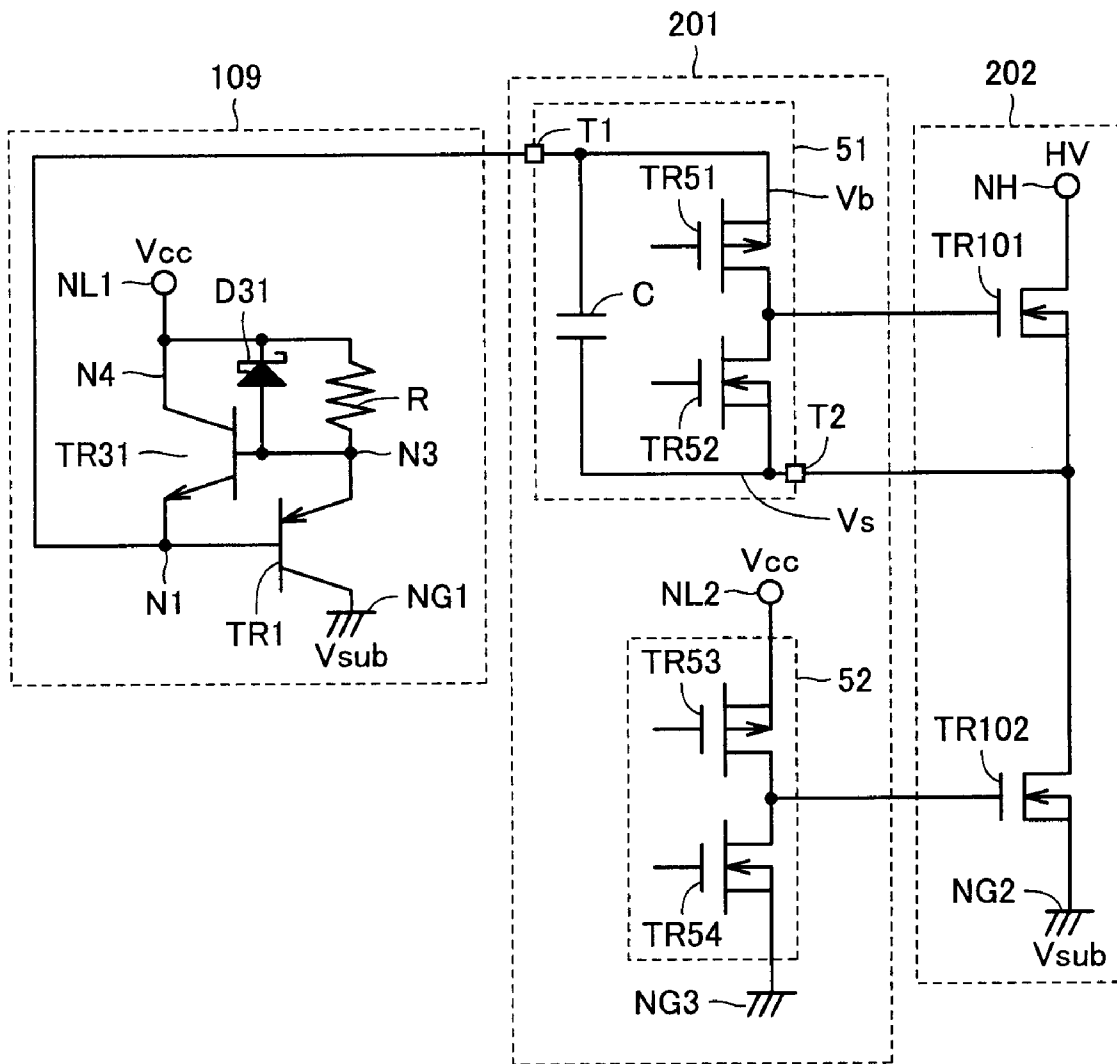 201
109
202
T1
51
HV
TR51
Vb
NH
TR101
Vcc
NL1
D31
C
N4
R
TR31
N3
TR52
T2
Vs
Vcc
N1
NG1
NL2
TR1
Vsub
TR53
52
TR102
NG2
TR54
Vsub
NG3